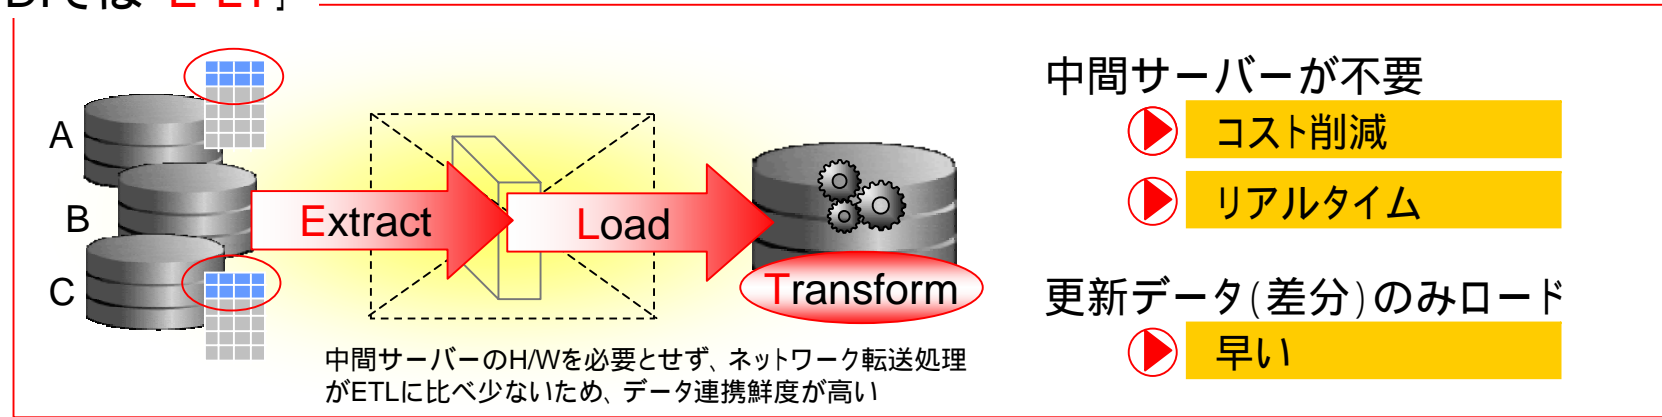 A
B
C
Extract
Load
Transform
中間サーバーのH/Wを必要とせず、ネットワーク転送処理
がETLに比べ少ないため、データ連携鮮度が高い
中間サーバーが不要
コスト削減
リアルタイム
更新データ(差分)のみロード
早い